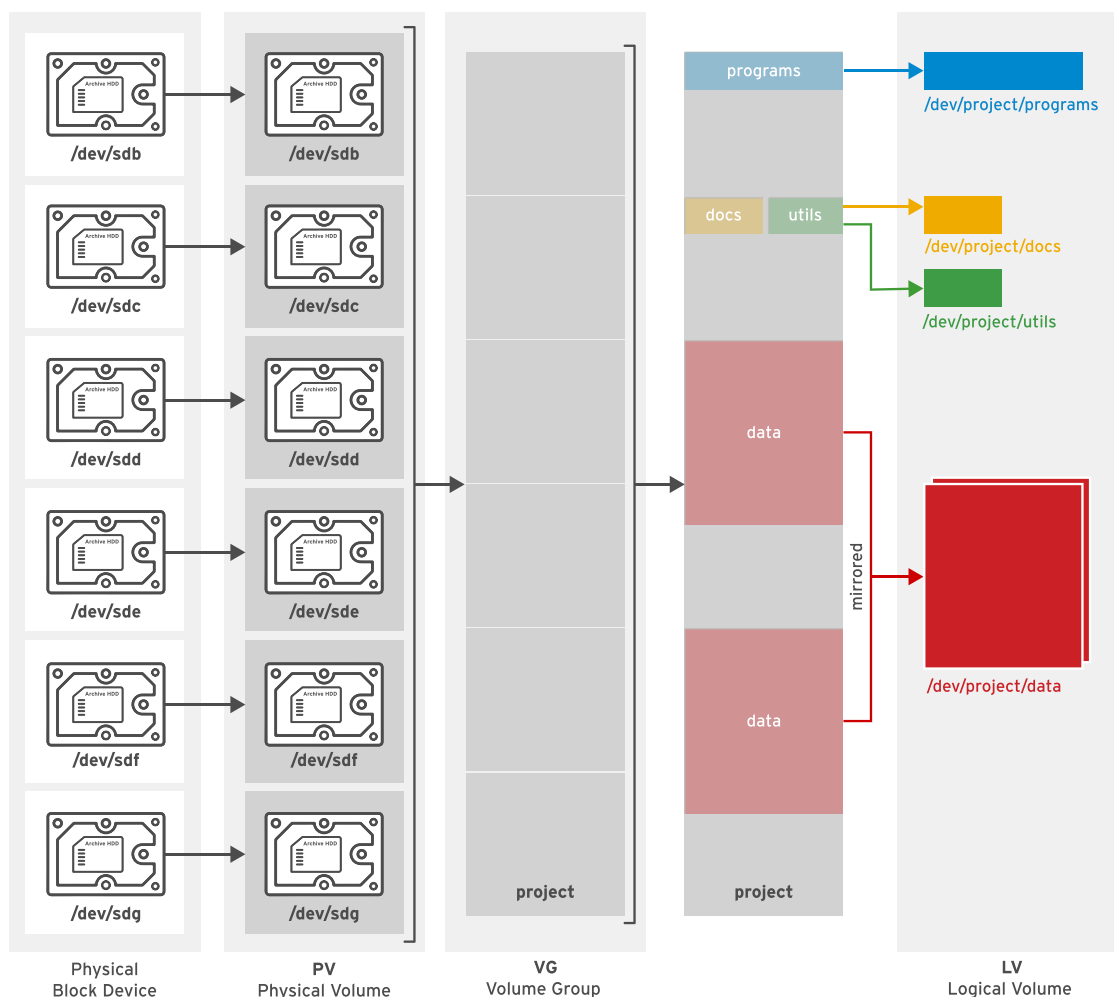 Archive HDD
/dev/sdb
Archive HDD
/dev/sdc
Archive HDD
/dev/sdd
Archive HDD
/dev/sde
Archive HDD
/dev/sdf
Archive HDD
/dev/sdg
Physical
Block Device
Archive HDD
/dev/sdb
Archive HDD
/dev/sdc
Archive HDD
/dev/sdd
Archive HDD
/dev/sde
Archive HDD
/dev/sdf
Archive HDD
/dev/sdg
PV
Physical Volume
project
VG
Volume Group
programs
docs
utils
data
data
project
mirrored
/dev/project/programs
/dev/project/docs
/dev/project/utils
/dev/project/data
LV
Logical Volume